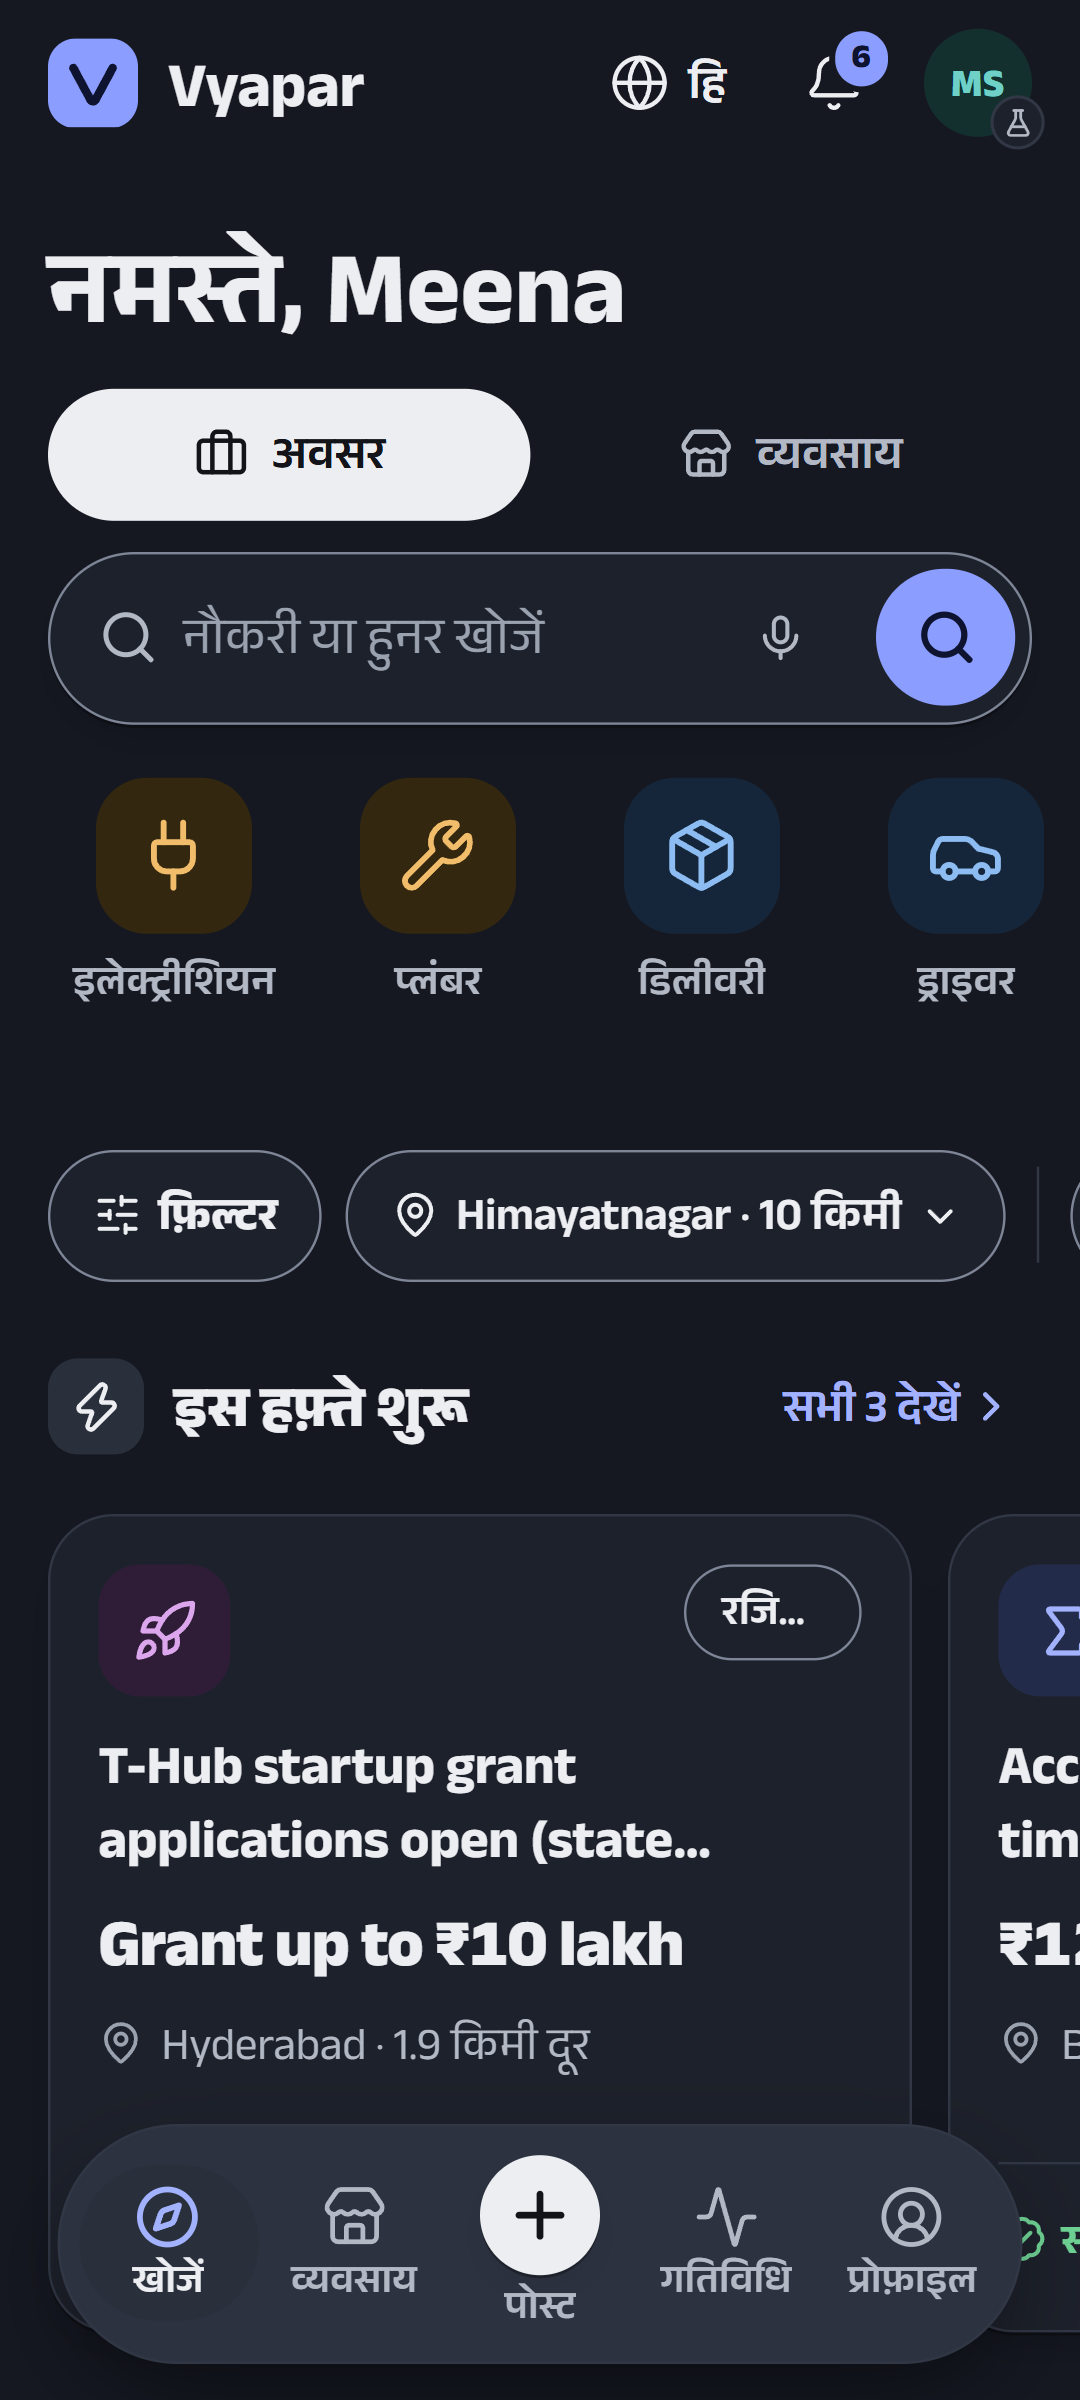 Vyapar
हि
6
MS
नमस्ते, Meena
अवसर
व्यवसाय
नौकरी या हुनर खोजें
इलेक्ट्रीशियन
प्लंबर
डिलीवरी
ड्राइवर
फ़िल्टर
Himayatnagar · 10 किमी
इस हफ़्ते शुरू
सभी 3 देखें
रजि...
T-Hub startup grant
applications open (state...
Grant up to ₹10 lakh
Hyderabad · 1.9 किमी दूर
Acc
tim
₹12
खोजें
व्यवसाय
पोस्ट
गतिविधि
प्रोफ़ाइल